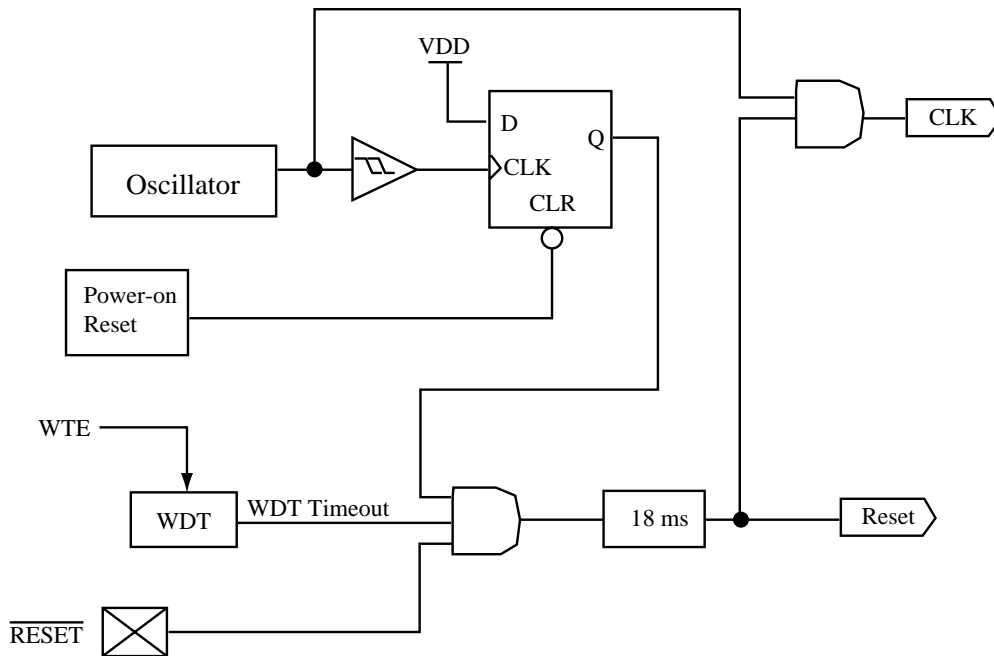 VDD
D
Q
CLK
CLK
CLR
Oscillator
Power-on
Reset
WTE
WDT
WDT Timeout
18 ms
Reset
RESET